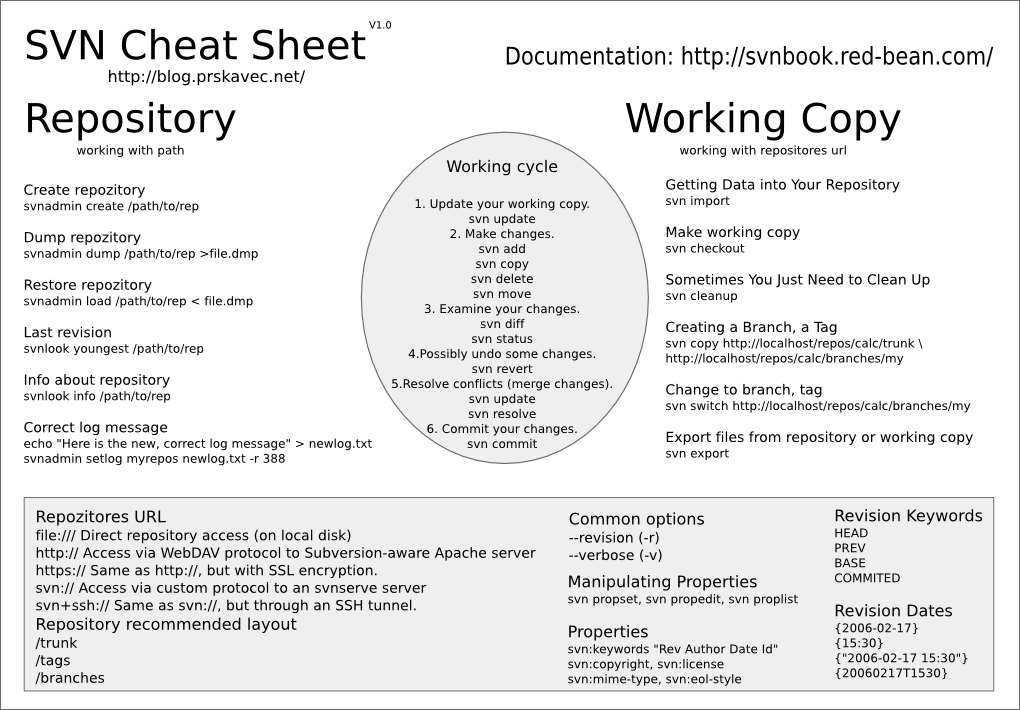 SVN Cheat Sheet
V1.0
http://blog.prskavec.net/
Documentation: http://svnbook.red-bean.com/
Repository
working with path
Create repozitory
svnadmin create /path/to/rep
Dump repozitory
svnadmin dump /path/to/rep >file.dmp
Restore repozitory
svnadmin load /path/to/rep < file.dmp
Last revision
svnlook youngest /path/to/rep
Info about repository
svnlook info /path/to/rep
Correct log message
echo "Here is the new, correct log message" > newlog.txt
svnadmin setlog myrepos newlog.txt -r 388
Working cycle
1. Update your working copy.
svn update
2. Make changes.
svn add
svn copy
svn delete
svn move
3. Examine your changes.
svn diff
svn status
4.Possibly undo some changes.
svn revert
5.Resolve conflicts (merge changes).
svn update
svn resolve
6. Commit your changes.
svn commit
Working Copy
working with repositores url
Getting Data into Your Repository
svn import
Make working copy
svn checkout
Sometimes You Just Need to Clean Up
svn cleanup
Creating a Branch, a Tag
svn copy http://localhost/repos/calc/trunk \
http://localhost/repos/calc/branches/my
Change to branch, tag
svn switch http://localhost/repos/calc/branches/my
Export files from repository or working copy
svn export
Repozitores URL
file:/// Direct repository access (on local disk)
http:// Access via WebDAV protocol to Subversion-aware Apache server
https:// Same as http://, but with SSL encryption.
svn:// Access via custom protocol to an svnserve server
svn+ssh:// Same as svn://, but through an SSH tunnel.
Repository recommended layout
/trunk
/tags
/branches
Common options
--revision (-r)
--verbose (-v)
Manipulating Properties
svn propset, svn propedit, svn proplist
Properties
svn:keywords "Rev Author Date Id"
svn:copyright, svn:license
svn:mime-type, svn:eol-style
Revision Keywords
HEAD
PREV
BASE
COMMITED
Revision Dates
{2006-02-17}
{15:30}
{"2006-02-17 15:30"}
{20060217T1530}